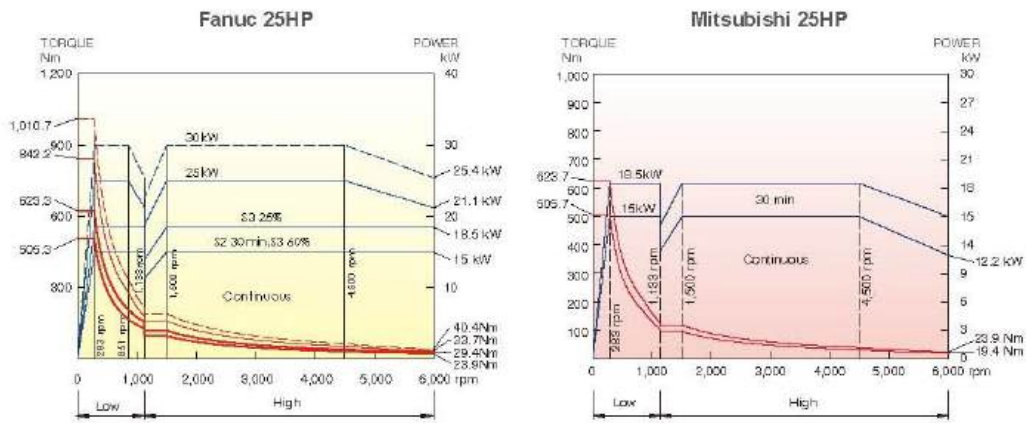 Fanuc 25HP
TORQUE
Nm
POWER
kW
1,200
1,010.7
900
842.2
623.3
600
505.3
300
40
30
25.4 kW
21.1 kW
20
18.5 kW
15 kW
10
40.4Nm
33.7Nm
29.4Nm
23.9Nm
30kW
25kW
S3 25%
S2 30min,S3 60%
Continuous
283 rpm
851 rpm
1,133 rpm
1,500 rpm
4,500 rpm
0 1,000 2,000 3,000 4,000 5,000 6,000 rpm
Low
High
Mitsubishi 25HP
TORQUE
Nm
POWER
kW
1,000
900
800
700
623.7
600
505.7
500
400
300
200
100
30
27
24
21
18
15
14
12.2 kW
9
6
3
23.9 Nm
0
19.4 Nm
18.5kW
15kW
30 min
Continuous
283 rpm
1,133 rpm
1,500 rpm
4,500 rpm
0 1,000 2,000 3,000 4,000 5,000 6,000 rpm
Low
High